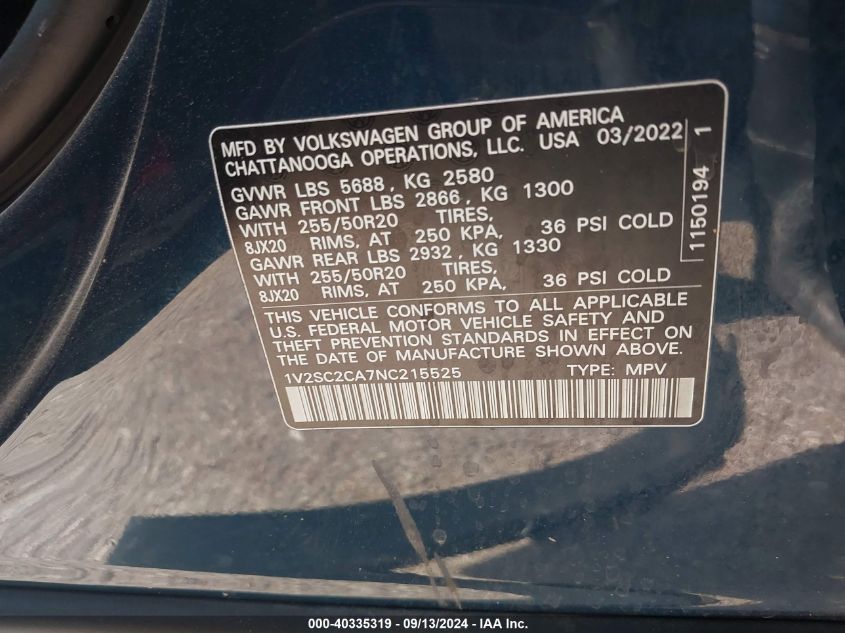 MFD BY VOLKSWAGEN GROUP OF AMERICA
CHATTANOOGA OPERATIONS, LLC. USA 03/2022
GVWR LBS 5688, KG 2580
GAWR FRONT LBS 2866, KG 1300
WITH 255/50R20 TIRES,
8JX20 RIMS, AT 250 KPA, 36 PSI COLD
GAWR REAR LBS 2932, KG 1330
WITH 255/50R20 TIRES,
8JX20 RIMS, AT 250 KPA, 36 PSI COLD
THIS VEHICLE CONFORMS TO ALL APPLICABLE
U.S. FEDERAL MOTOR VEHICLE SAFETY AND
THEFT PREVENTION STANDARDS IN EFFECT ON
THE DATE OF MANUFACTURE SHOWN ABOVE.
1V2SC2CA7NC215525 TYPE: MPV
1150194 1
000-40335319 - 09/13/2024 - IAA Inc.